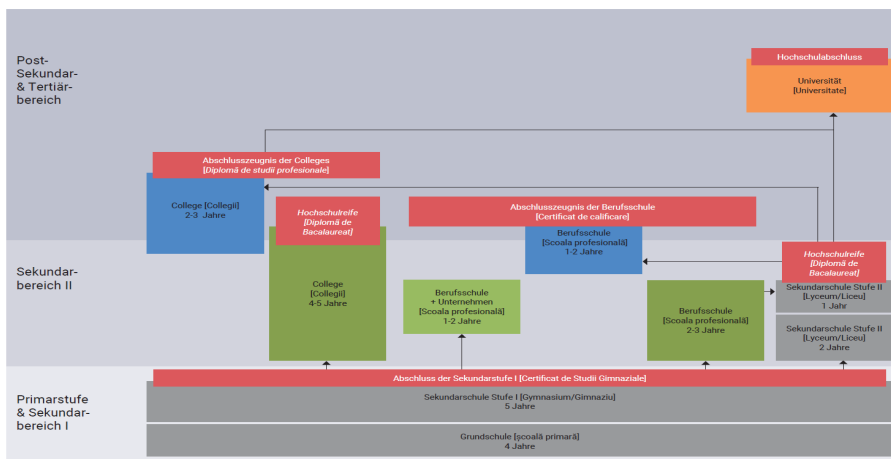 Post-
Sekundar-
& Tertiär-
bereich
Hochschulabschluss
Universität
[Universitate]
Abschlusszeugnis der Colleges
[Diplomă de studii profesionale]
College [Collegii]
2-3 Jahre
Hochschulreife
[Diplomă de
Bacalaureat]
Abschlusszeugnis der Berufsschule
[Certificat de calificare]
Berufsschule
[Scoala profesională]
1-2 Jahre
Sekundar-
bereich II
College
[Collegii]
4-5 Jahre
Berufsschule
+ Unternehmen
[Scoala profesională]
1-2 Jahre
Berufsschule
[Scoala profesională]
2-3 Jahre
Hochschulreife
[Diplomă de
Bacalaureat]
Sekundarschule Stufe II
[Lyceum/Liceu]
1 Jahr
Sekundarschule Stufe II
[Lyceum/Liceu]
2 Jahre
Primarstufe
& Sekundar-
bereich I
Abschluss der Sekundarstufe I [Certificat de Studii Gimnaziale]
Sekundarschule Stufe I [Gymnasium/Gimnaziu]
5 Jahre
Grundschule [școală primară]
4 Jahre